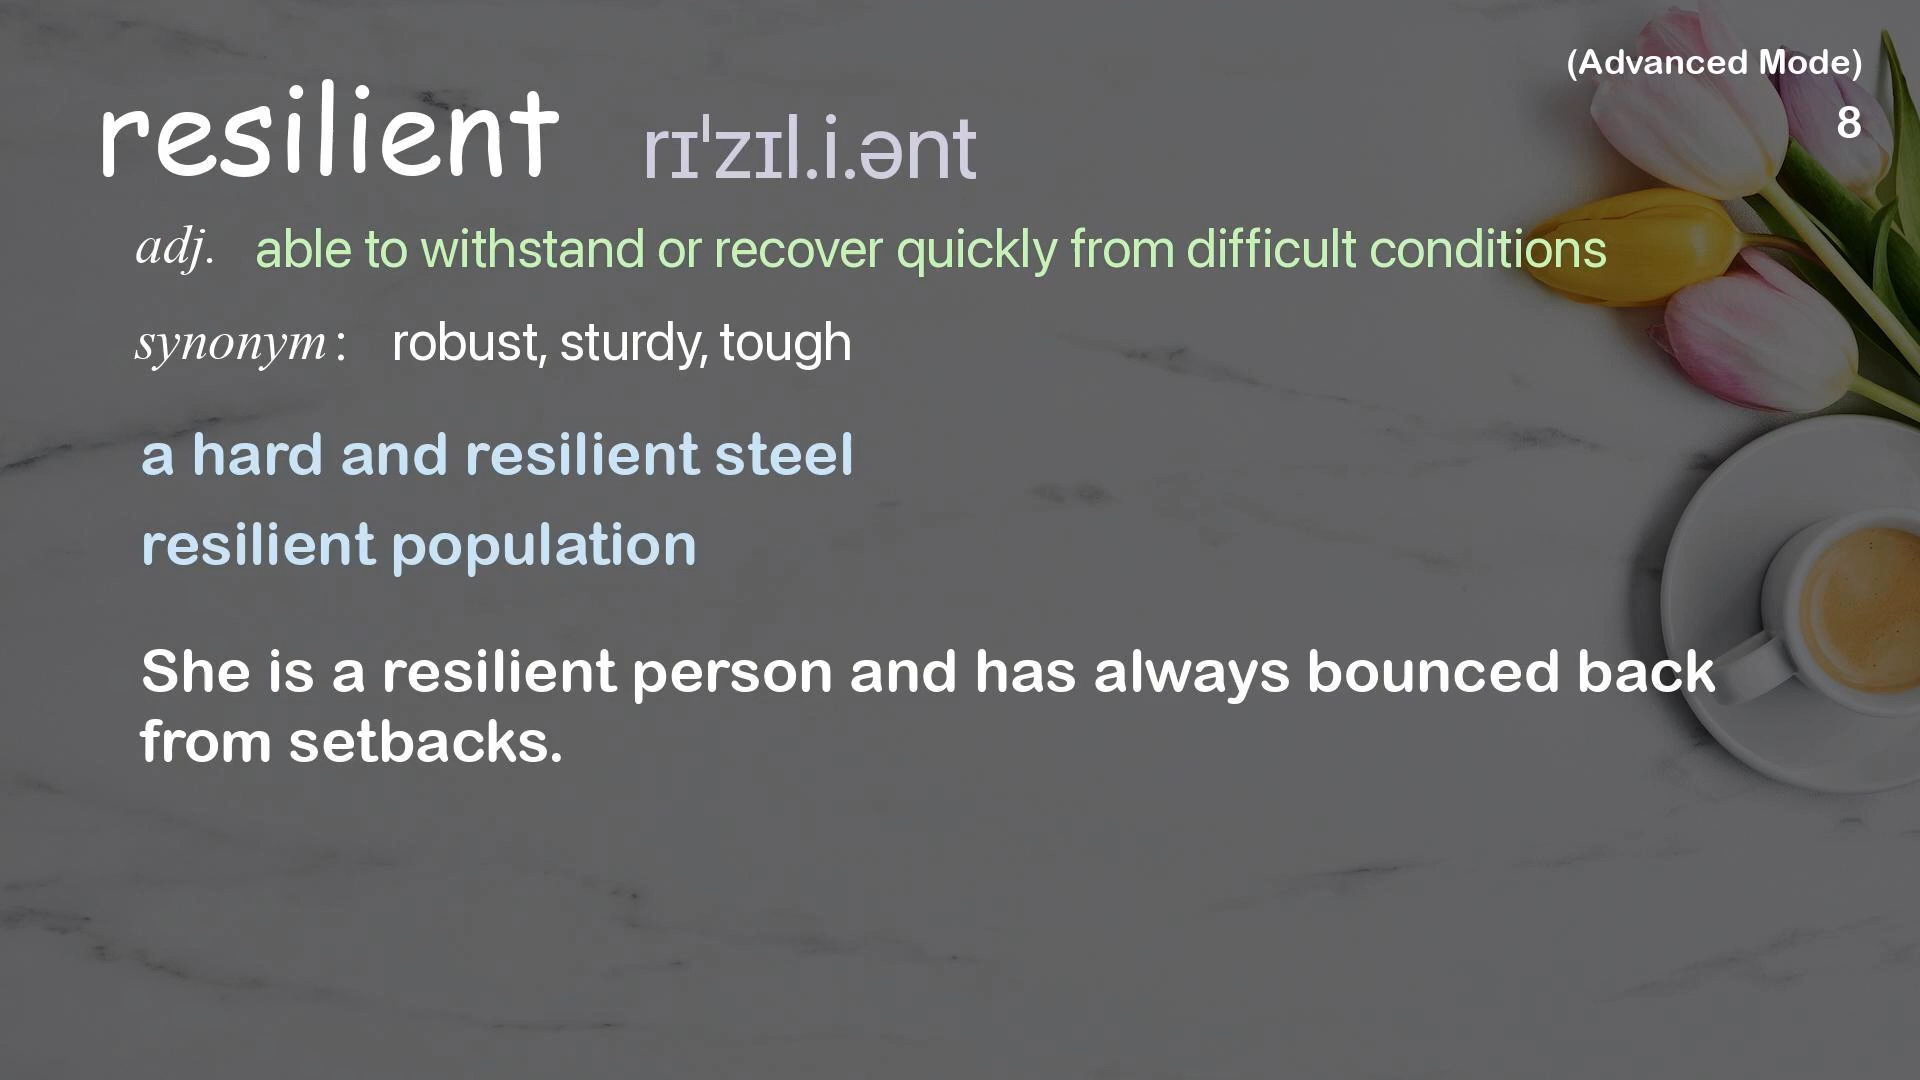 (Advanced Mode)
8
resilient rɪˈzɪl.i.ənt
adj. able to withstand or recover quickly from difficult conditions
synonym: robust, sturdy, tough
a hard and resilient steel
resilient population
She is a resilient person and has always bounced back
from setbacks.